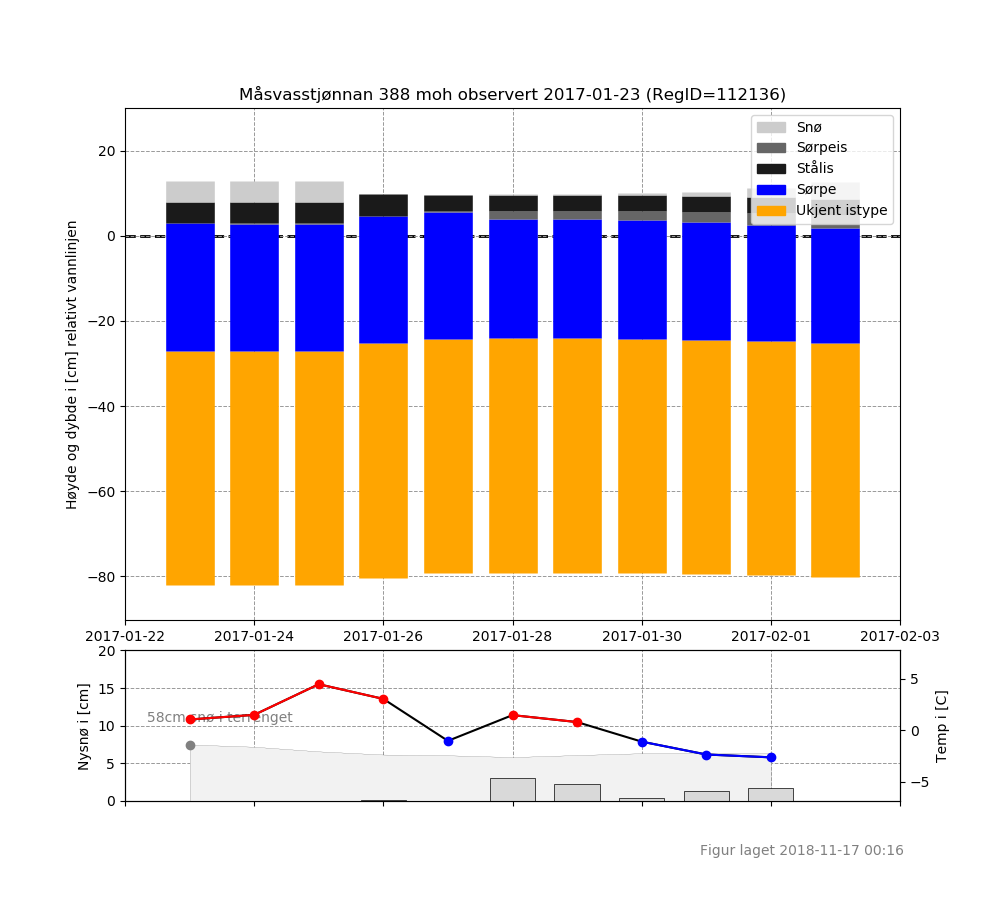 Måsvasstjønnan 388 moh observert 2017-01-23 (RegID=112136)
Snø
Sørpeis
Stålis
Sørpe
Ukjent istype
Høyde og dybde i [cm] relativt vannlinjen
20
0
−20
−40
−60
−80
2017-01-22 2017-01-24 2017-01-26 2017-01-28 2017-01-30 2017-02-01 2017-02-03
Nysnø i [cm]
20
15
10
5
0
58cm snø i terrenget
5
0
−5
Temp i [C]
Figur laget 2018-11-17 00:16